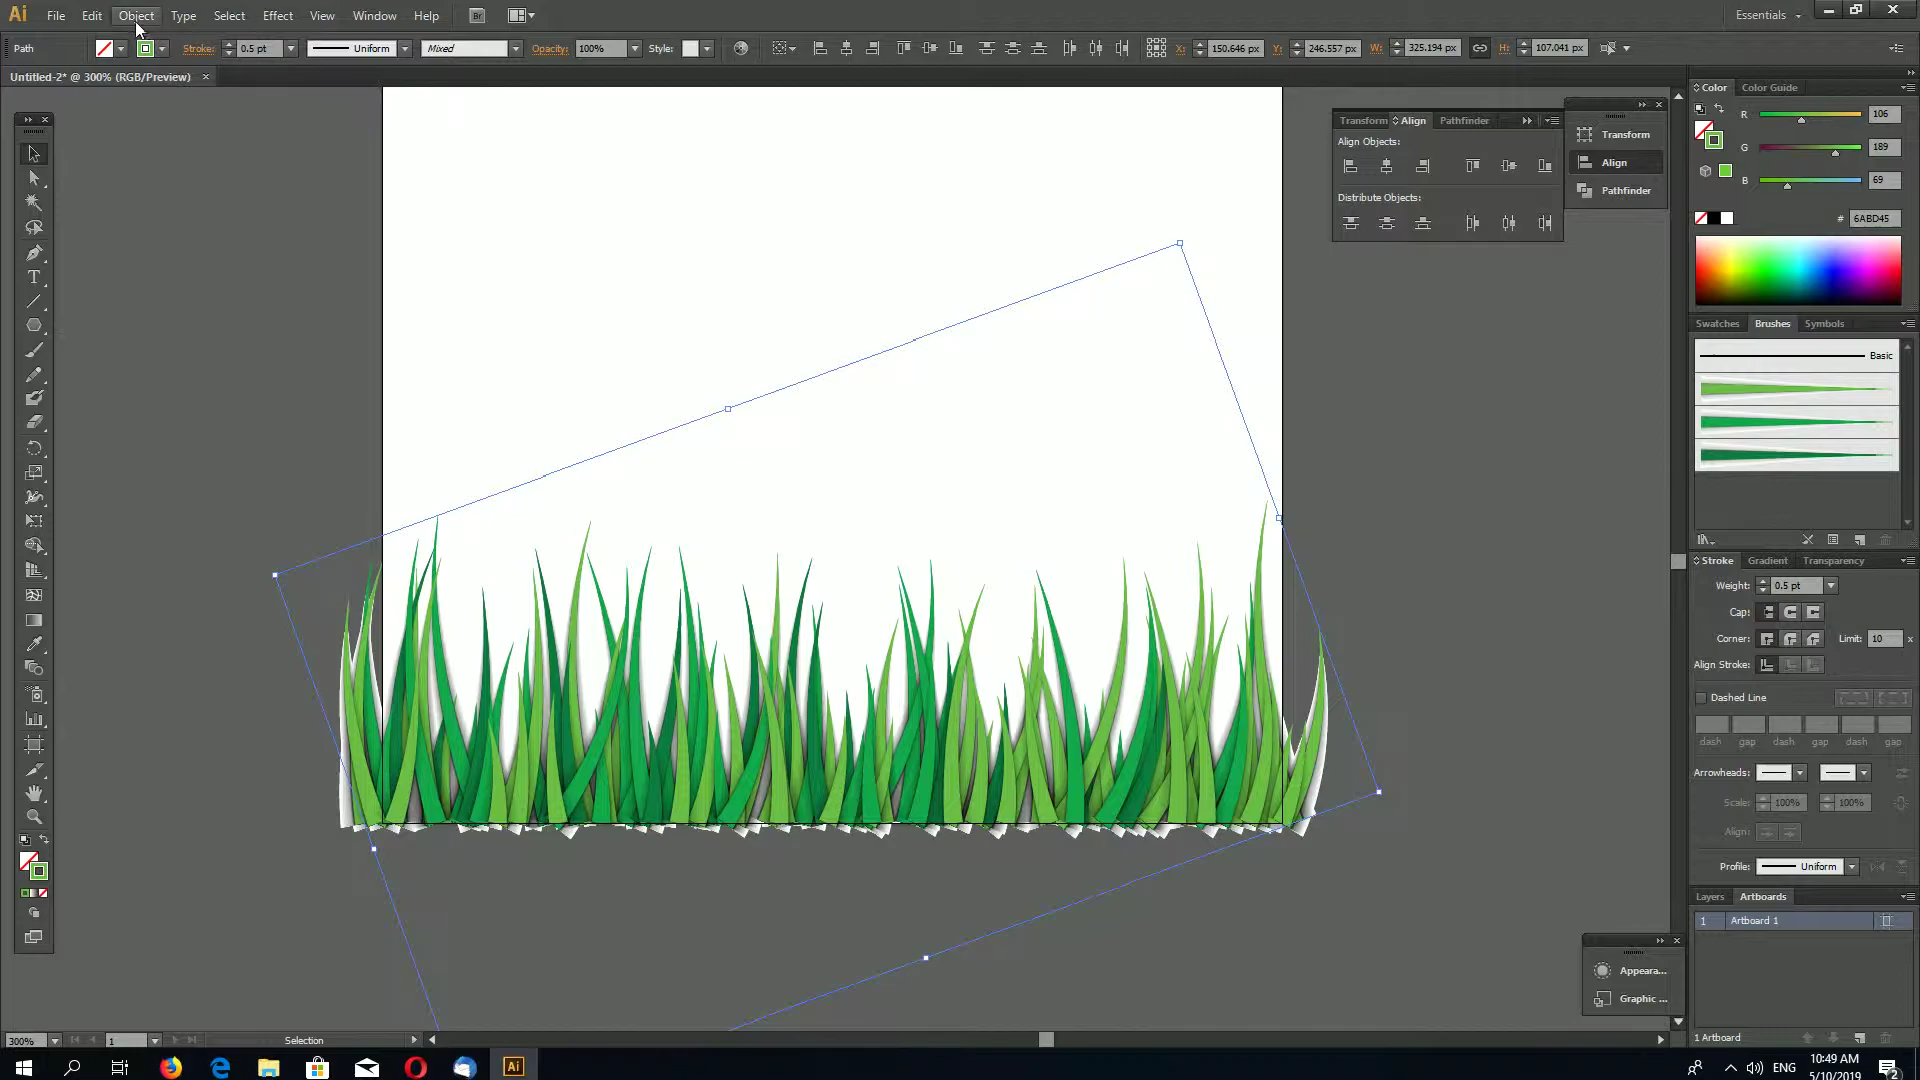 Ai File Edit Object Type Select Effect View Window Help Br Essentials
Path Stroke: 0.5 pt Uniform Mixed Opacity: 100% Style: X: 150.646 px Y: 246.557 px W: 325.194 px H: 107.041 px
Untitled-2* @ 300% (RGB/Preview)
Transform Align Pathfinder
Align Objects:
Distribute Objects:
Transform
Align
Pathfinder
Color Color Guide
R 106
G 189
B 69
# 6ABD45
Swatches Brushes Symbols
Basic
Stroke Gradient Transparency
Weight: 0.5 pt
Cap:
Corner: Limit: 10 x
Align Stroke:
Dashed Line
dash gap dash gap dash gap
Arrowheads:
Scale: 100% 100%
Align:
Profile: Uniform
Layers Artboards
1 Artboard 1
Appeara...
Graphic ...
1 Artboard
300% 1 Selection
Ai ENG 10:49 AM
5/10/2019 2